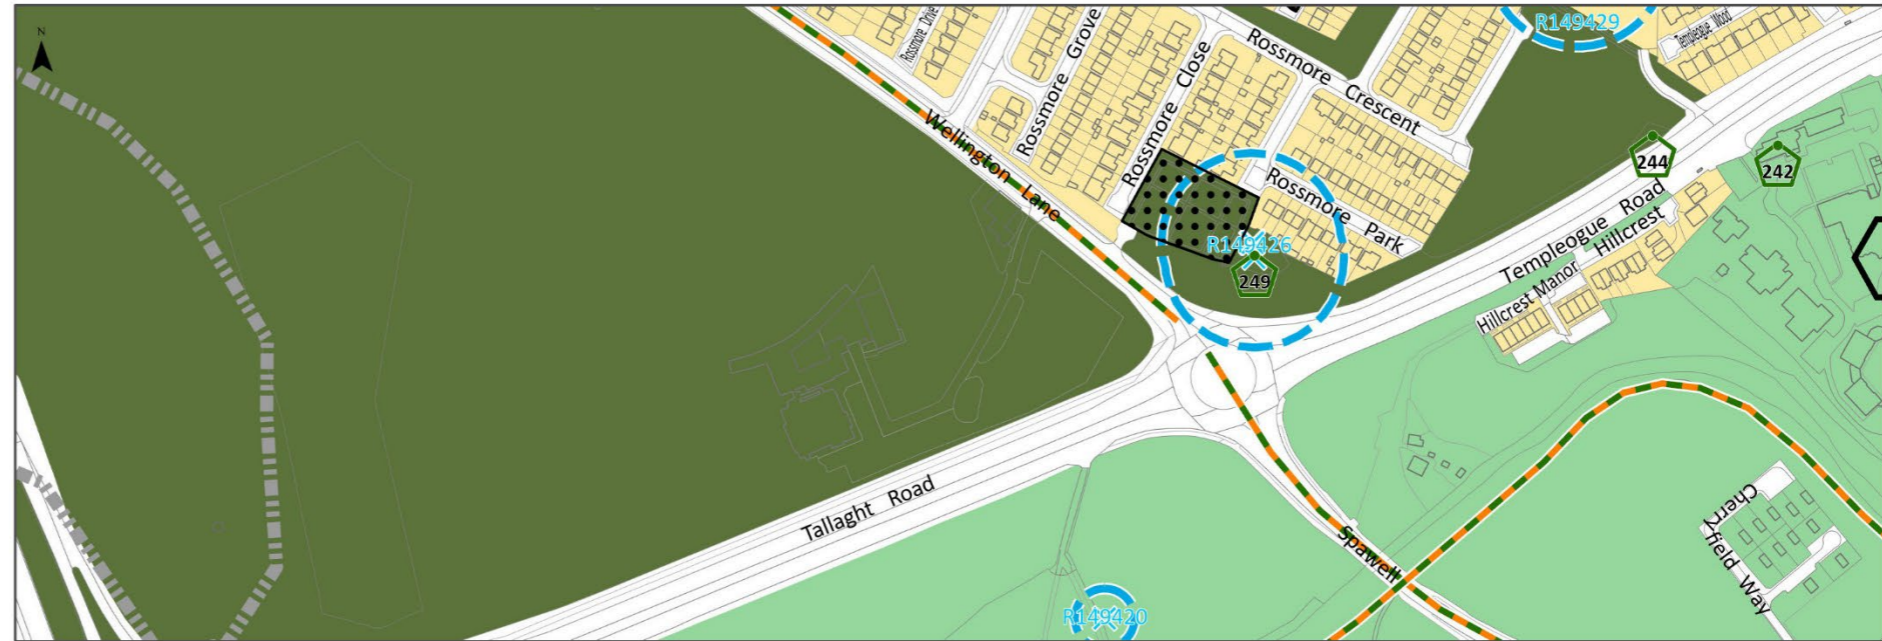 N
R149429
Rossmore Drive
Rossmore Grove
Rossmore Close
Rossmore Crescent
Templeogue Wood
Wellington Lane
244
242
Rossmore Park
R149426
249
Templeogue Road
Hillcrest
Hillcrest Manor
Tallaght Road
Spawell
Cherryfield Way
R149420